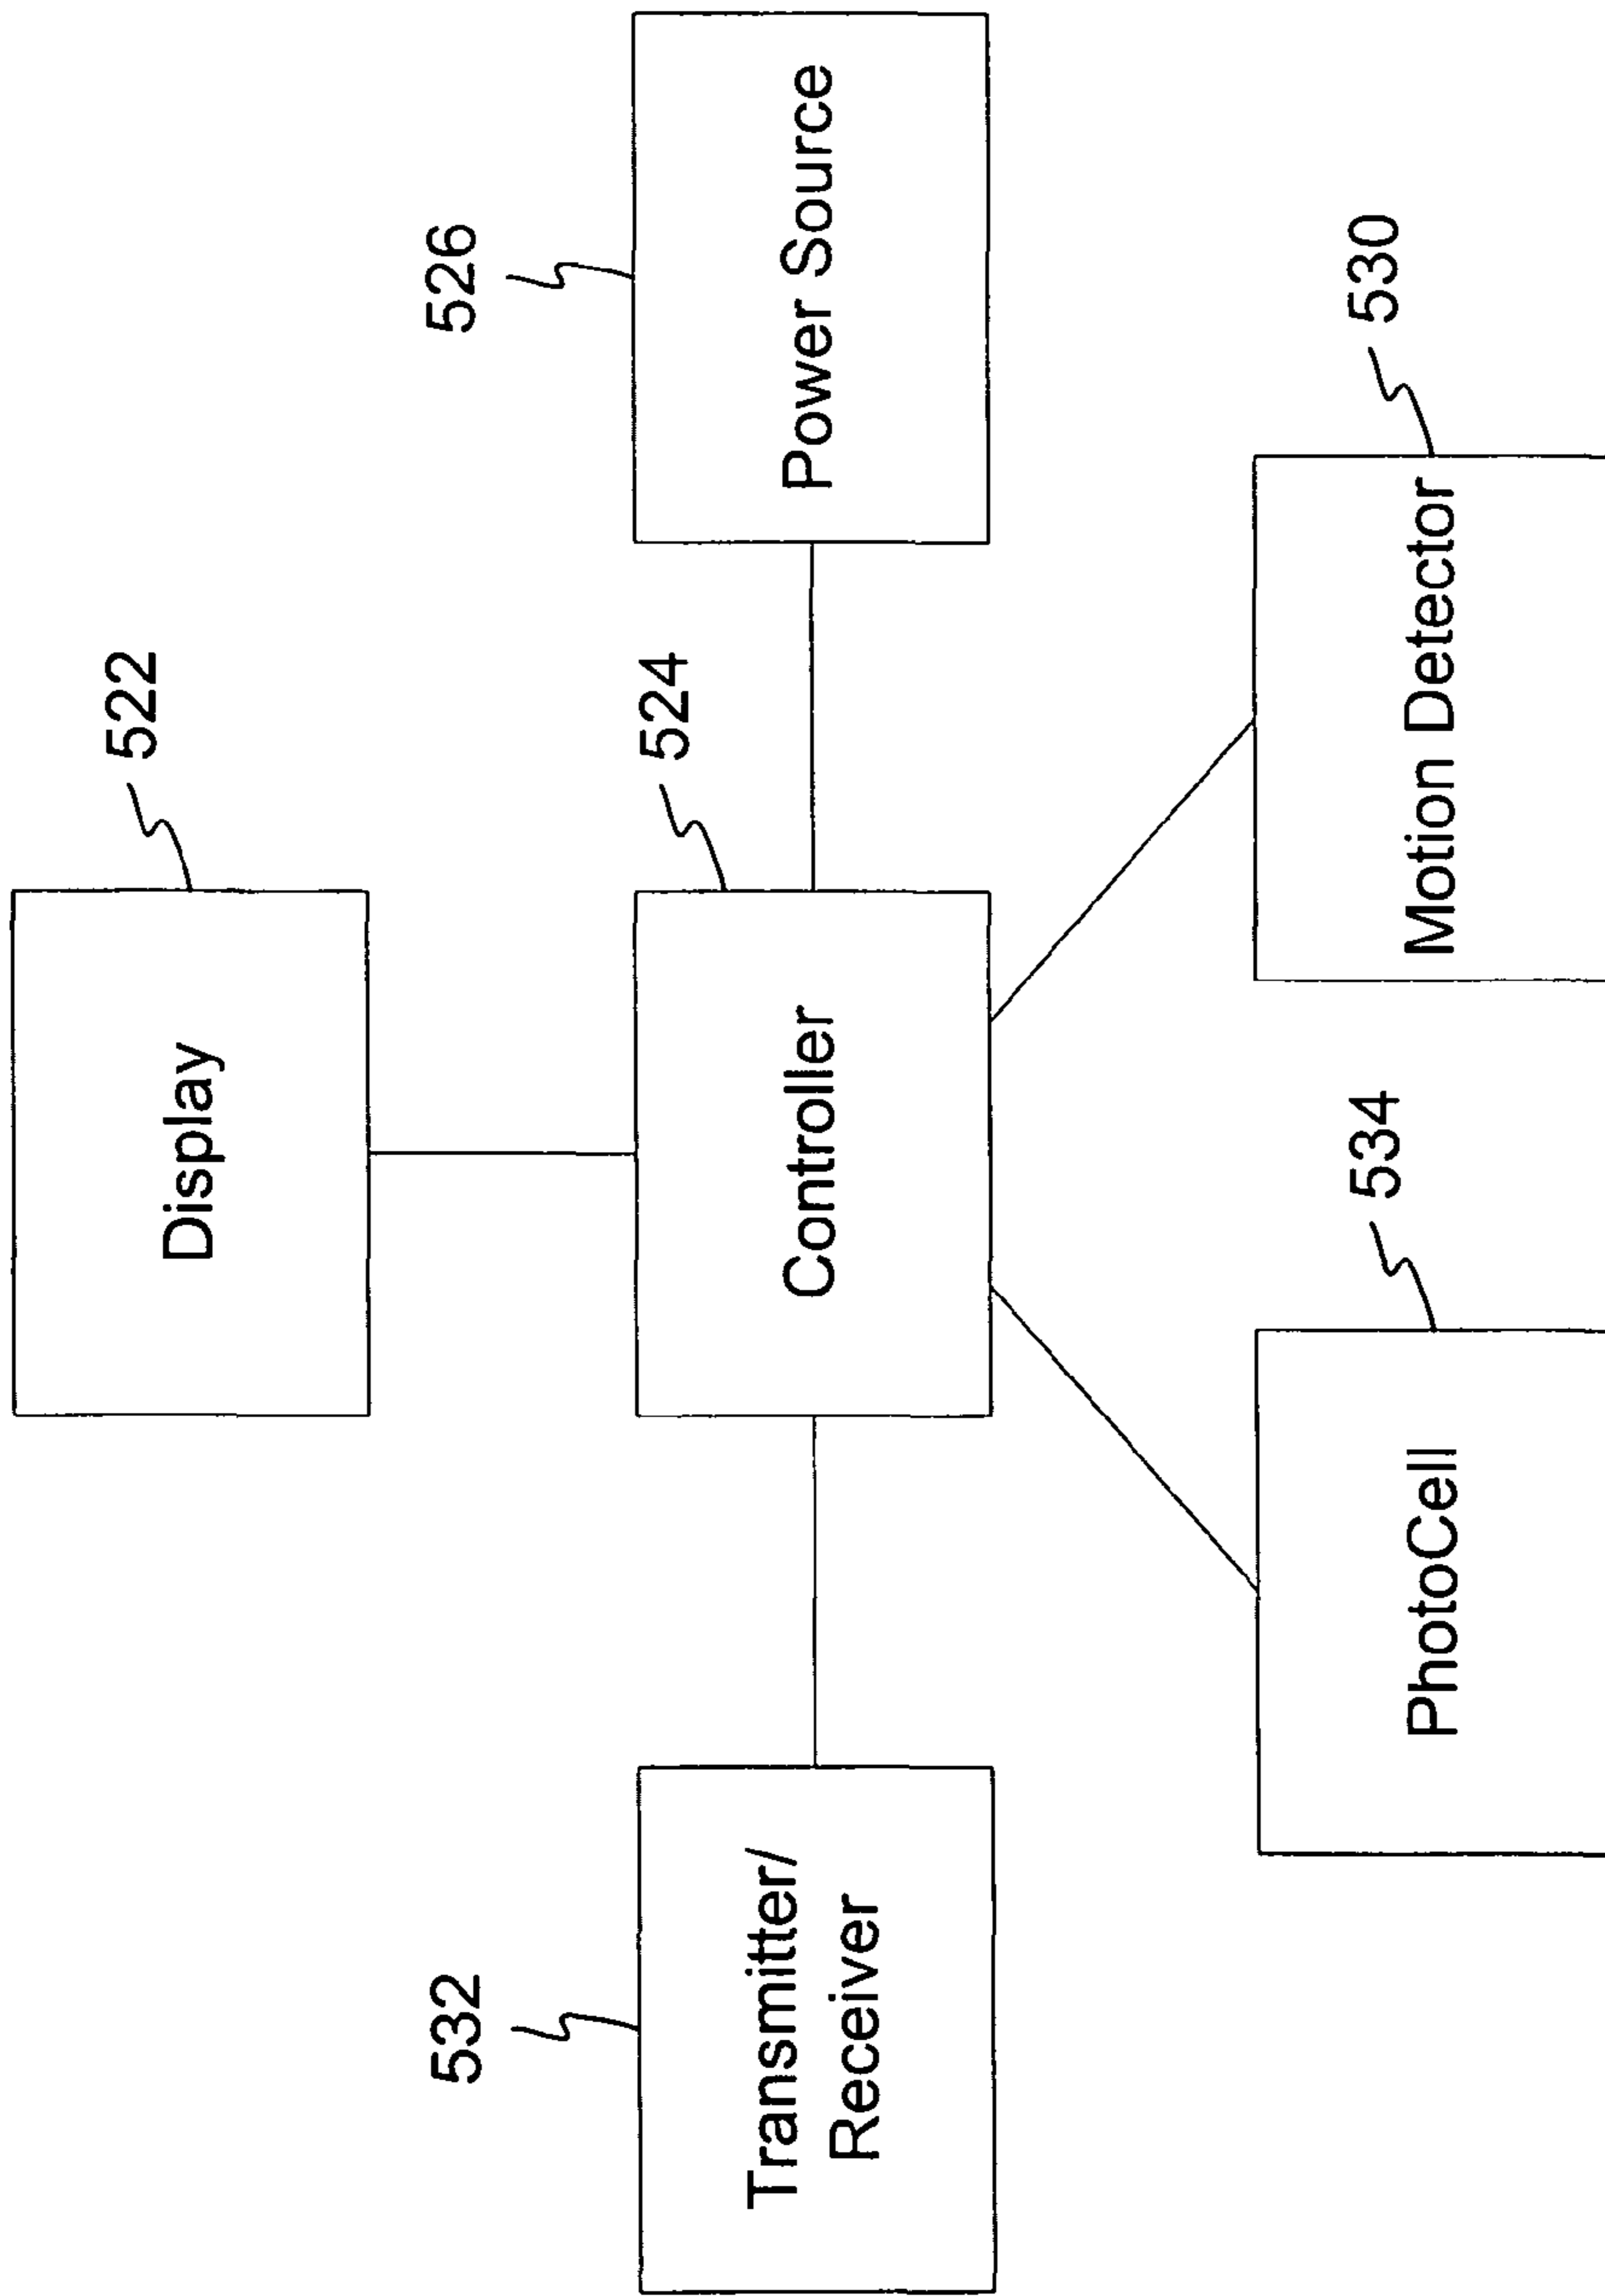 Display
522
532
Transmitter/
Receiver
Controller
524
526
Power Source
PhotoCell
534
Motion Detector
530